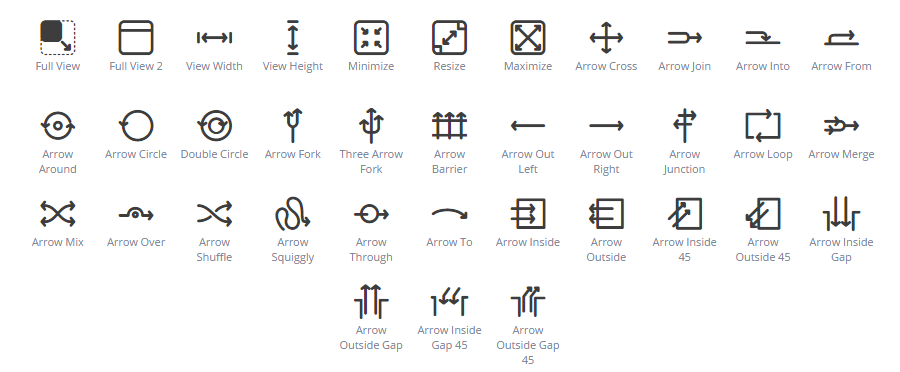 Full View
Full View 2
View Width
View Height
Minimize
Resize
Maximize
Arrow Cross
Arrow Join
Arrow Into
Arrow From
Arrow
Around
Arrow Circle
Double Circle
Arrow Fork
Three Arrow
Fork
Arrow
Barrier
Arrow Out
Left
Arrow Out
Right
Arrow
Junction
Arrow Loop
Arrow Merge
Arrow Mix
Arrow Over
Arrow
Shuffle
Arrow
Squiggly
Arrow
Through
Arrow To
Arrow Inside
Arrow
Outside
Arrow Inside
45
Arrow
Outside 45
Arrow Inside
Gap
Arrow
Outside Gap
Arrow Inside
Gap 45
Arrow
Outside Gap
45